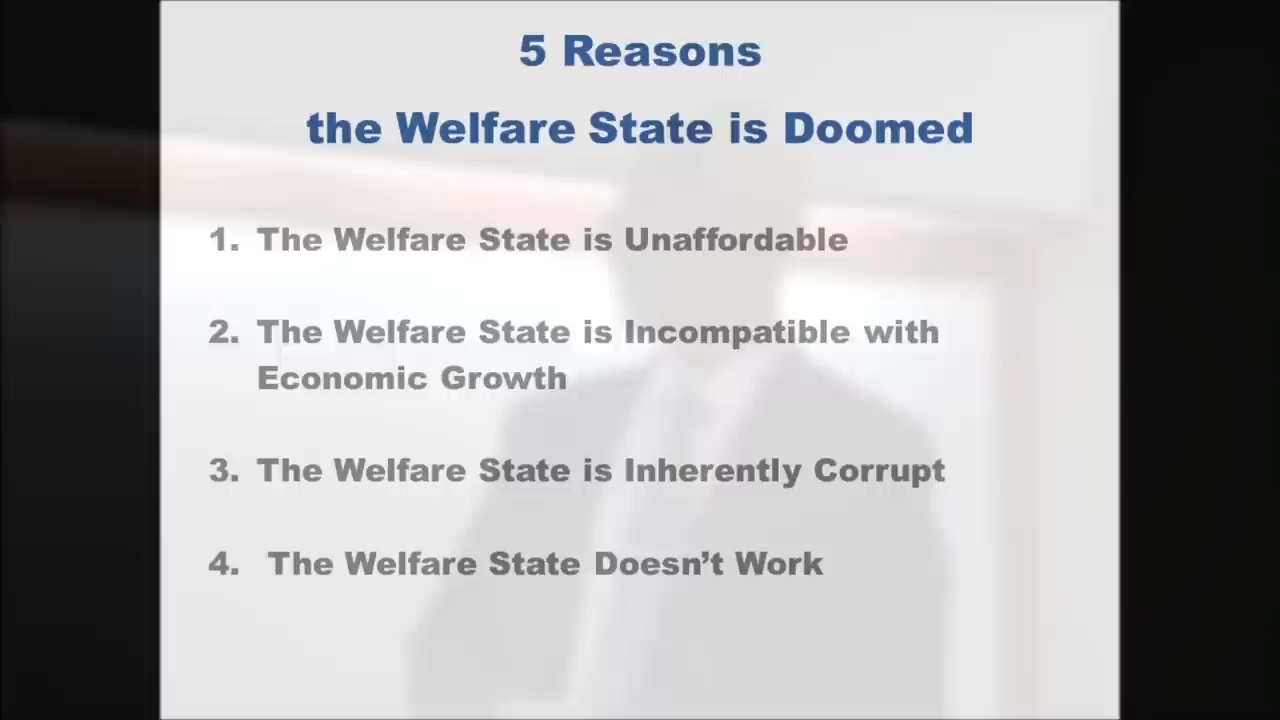 5 Reasons
the Welfare State is Doomed
1. The Welfare State is Unaffordable
2. The Welfare State is Incompatible with
Economic Growth
3. The Welfare State is Inherently Corrupt
4. The Welfare State Doesn’t Work